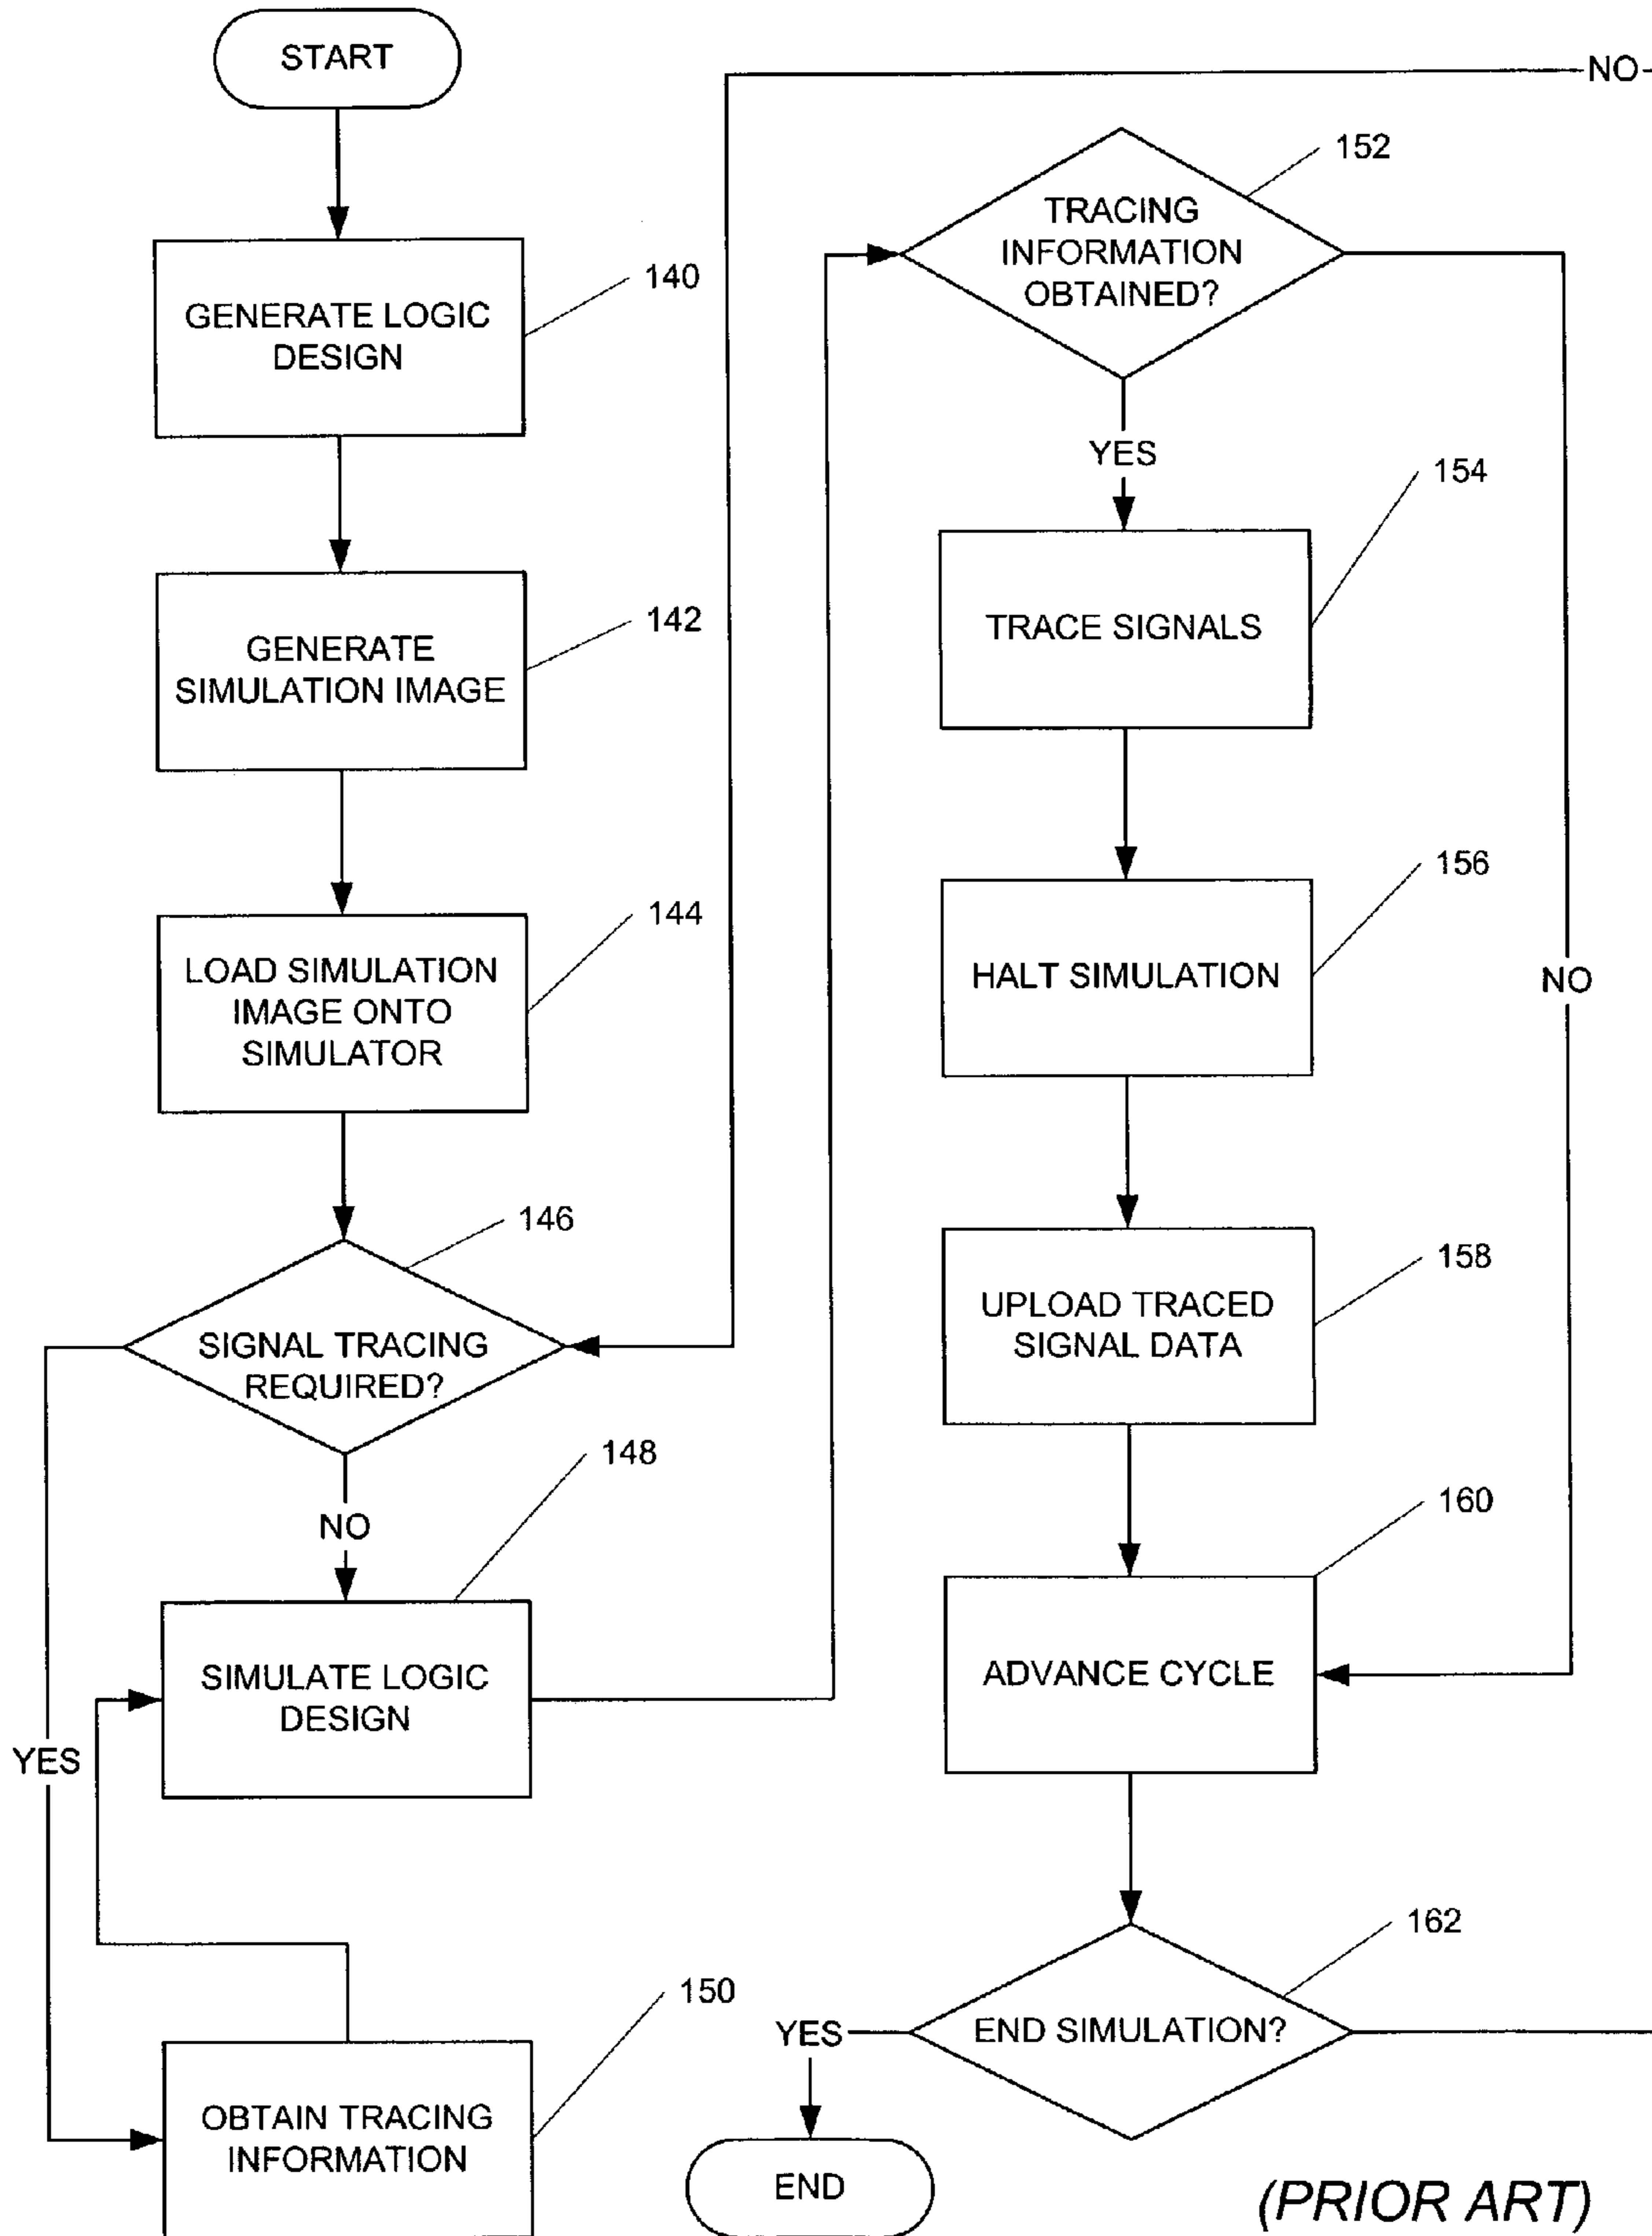 START
GENERATE LOGIC
DESIGN
140
GENERATE
SIMULATION IMAGE
142
LOAD SIMULATION
IMAGE ONTO
SIMULATOR
144
SIGNAL TRACING
REQUIRED?
146
NO
SIMULATE LOGIC
DESIGN
148
YES
OBTAIN TRACING
INFORMATION
150
NO
TRACING
INFORMATION
OBTAINED?
152
YES
TRACE SIGNALS
154
HALT SIMULATION
156
NO
UPLOAD TRACED
SIGNAL DATA
158
ADVANCE CYCLE
160
END SIMULATION?
162
YES
END
(PRIOR ART)